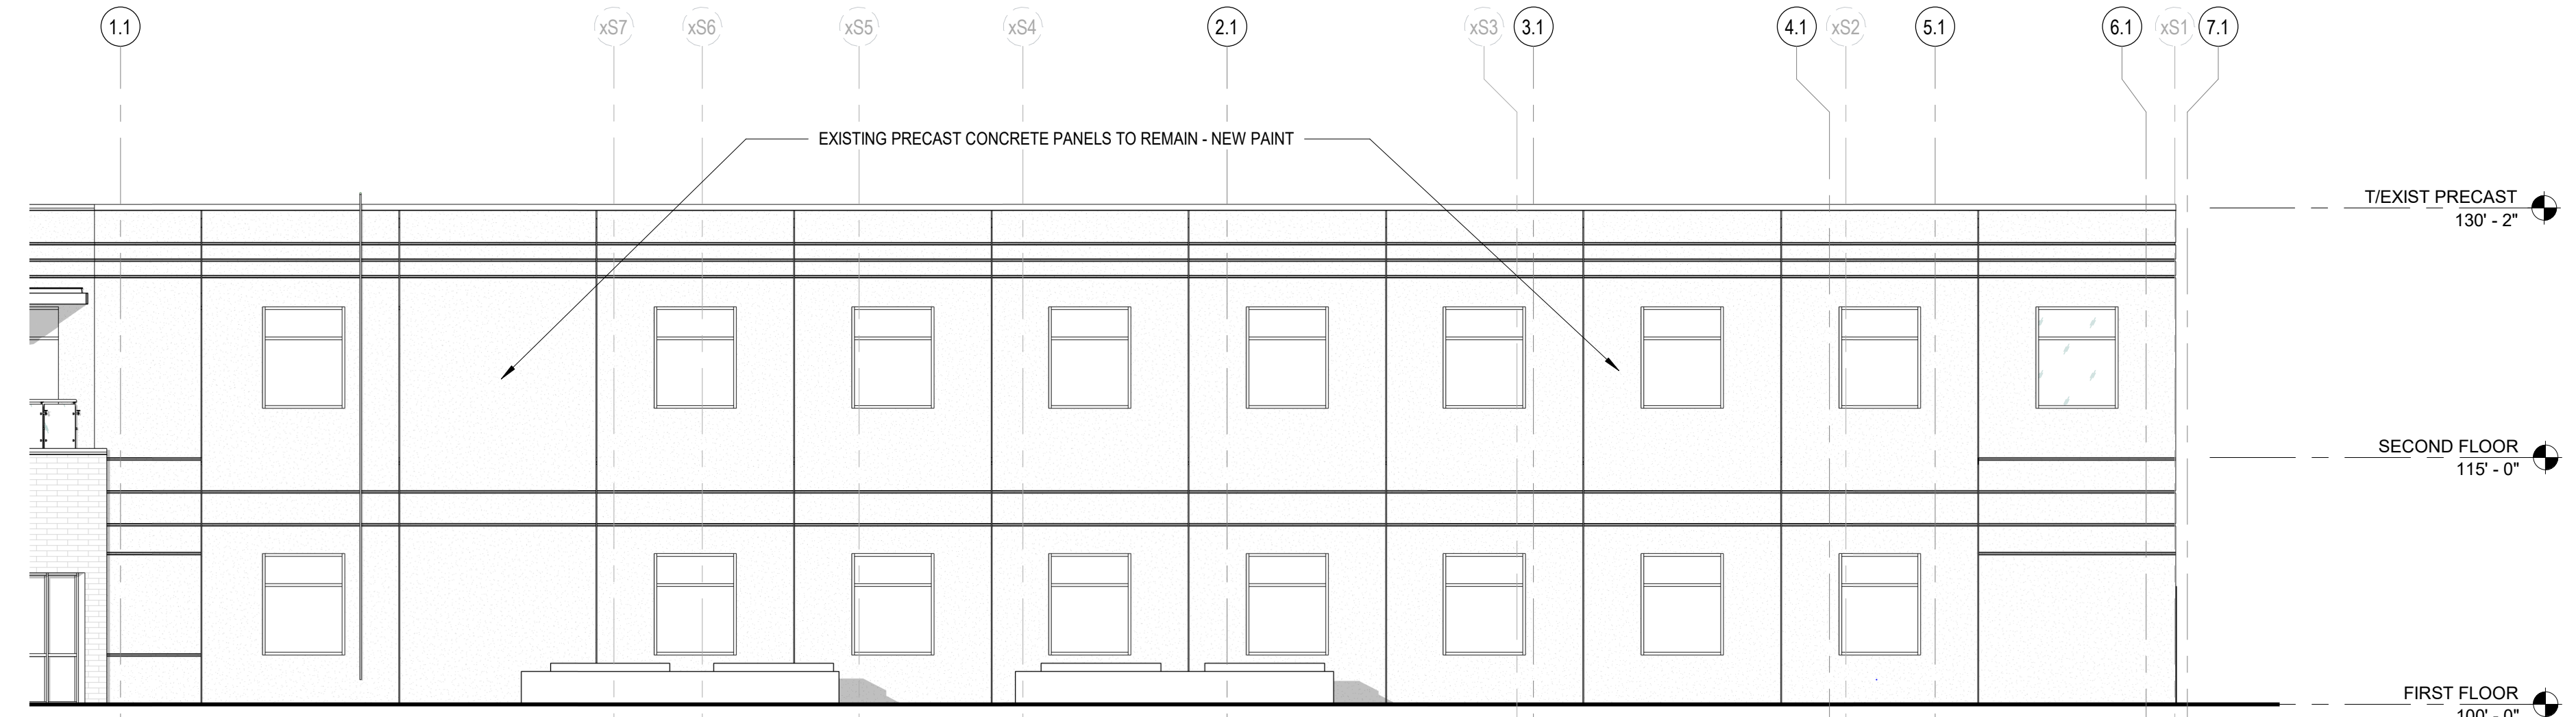 1.1
xS7
xS6
xS5
xS4
2.1
xS3
3.1
4.1
xS2
5.1
6.1
xS1
7.1
EXISTING PRECAST CONCRETE PANELS TO REMAIN - NEW PAINT
T/EXIST PRECAST
130' - 2"
SECOND FLOOR
115' - 0"
FIRST FLOOR
100' - 0"